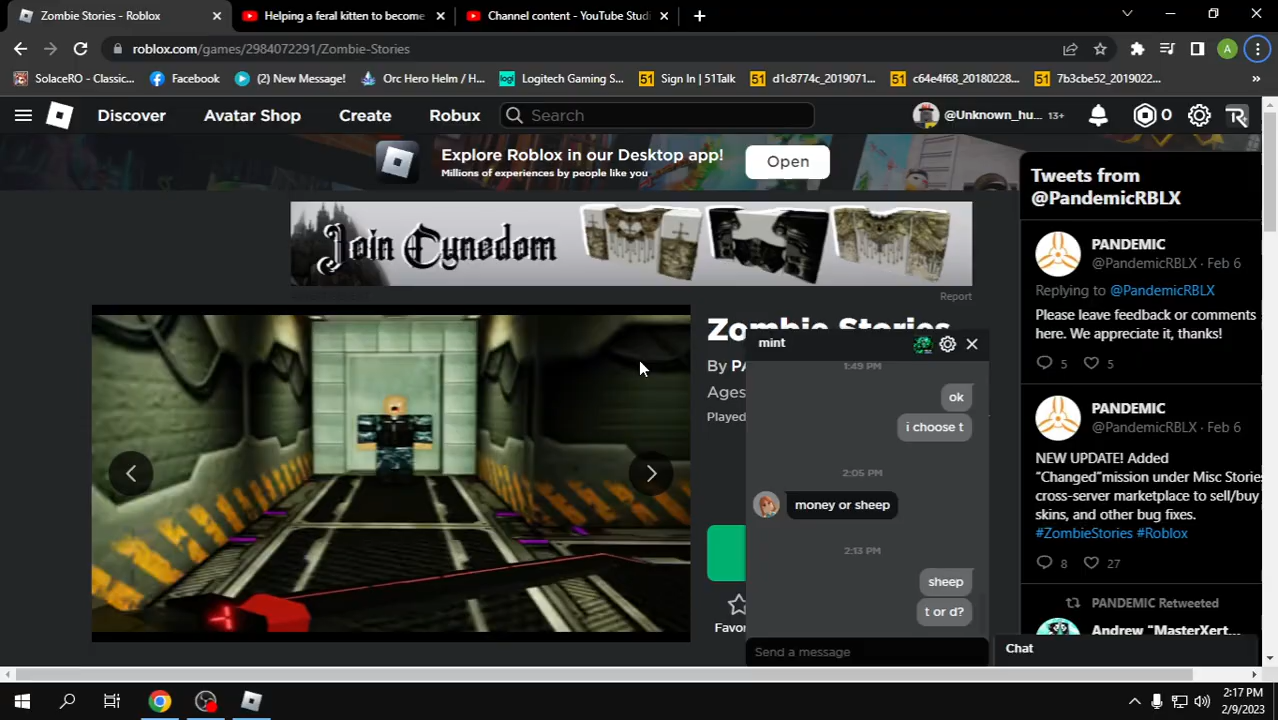 Zombie Stories - Roblox
Helping a feral kitten to become
Channel content - YouTube Studi
roblox.com/games/2984072291/Zombie-Stories
A
SolaceRO - Classic...
Facebook
(2) New Message!
Orc Hero Helm / H...
logi
Logitech Gaming S...
51
Sign In | 51Talk
51
d1c8774c_2019071...
51
c64e4f68_20180228...
51
7b3cbe52_2019022...
»
Discover
Avatar Shop
Create
Robux
Search
@Unknown_hu...
13+
0
Explore Roblox in our Desktop app!
Millions of experiences by people like you
Open
Join Cynedom
Report
Tweets from
@PandemicRBLX
PANDEMIC
@PandemicRBLX · Feb 6
Replying to @PandemicRBLX
Please leave feedback or comments
here. We appreciate it, thanks!
5
5
PANDEMIC
@PandemicRBLX · Feb 6
NEW UPDATE! Added
"Changed"mission under Misc Stories
cross-server marketplace to sell/buy
skins, and other bug fixes.
#ZombieStories #Roblox
8
27
PANDEMIC Retweeted
Andrew "MasterXert...
Zombie Stories
By PA
Ages
Played
Favor
mint
1:49 PM
ok
i choose t
2:05 PM
money or sheep
2:13 PM
sheep
t or d?
Send a message
Chat
2:17 PM
2/9/2023